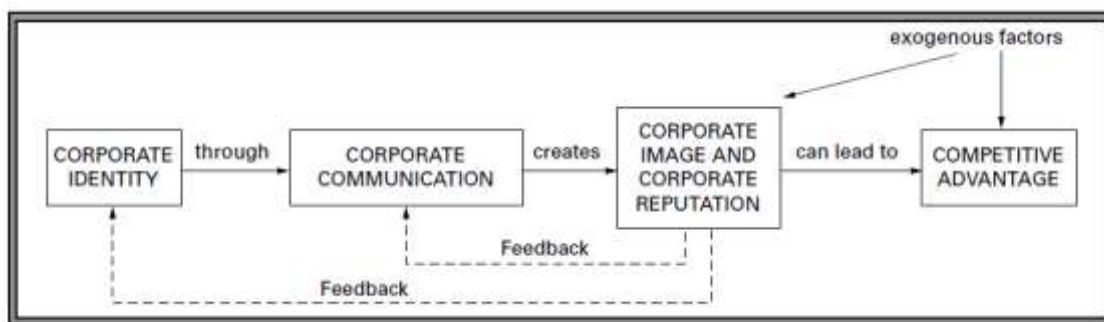 exogenous factors
CORPORATE
IDENTITY
through
CORPORATE
COMMUNICATION
creates
CORPORATE
IMAGE AND
CORPORATE
REPUTATION
can lead to
COMPETITIVE
ADVANTAGE
Feedback
Feedback